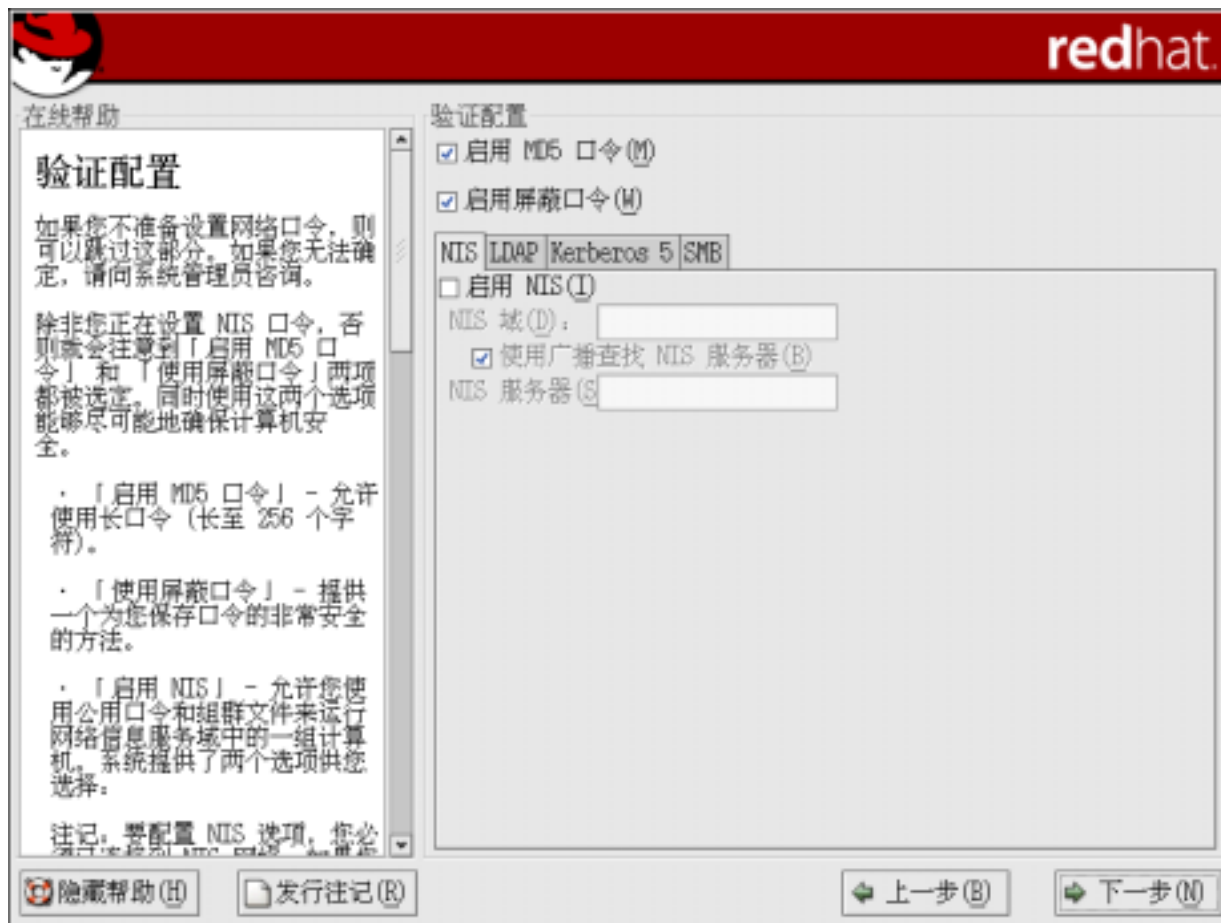 redhat.
在线帮助
验证配置
如果您不准备设置网络口令，则
可以跳过这部分。如果您无法确
定，请向系统管理员咨询。
除非您正在设置 NIS 口令，否
则就会注意到「启用 MD5 口
令」 和 「使用屏蔽口令」两项
都被选定。同时使用这两个选项
能够尽可能地确保计算机安
全。
· 「启用 MD5 口令」 - 允许
使用长口令 (长至 256 个字
符)。
· 「使用屏蔽口令」 - 提供
一个为您保存口令的非常安全
的方法。
· 「启用 NIS」 - 允许您使
用公用口令和组群文件来运行
网络信息服务域中的一组计算
机。系统提供了两个选项供您
选择：
注记：要配置 NIS 选项，您必
验证配置
启用 MD5 口令(M)
启用屏蔽口令(W)
NIS LDAP Kerberos 5 SMB
启用 NIS(I)
NIS 域(D)：
使用广播查找 NIS 服务器(B)
NIS 服务器(S
隐藏帮助(H)
发行注记(R)
上一步(B)
下一步(N)